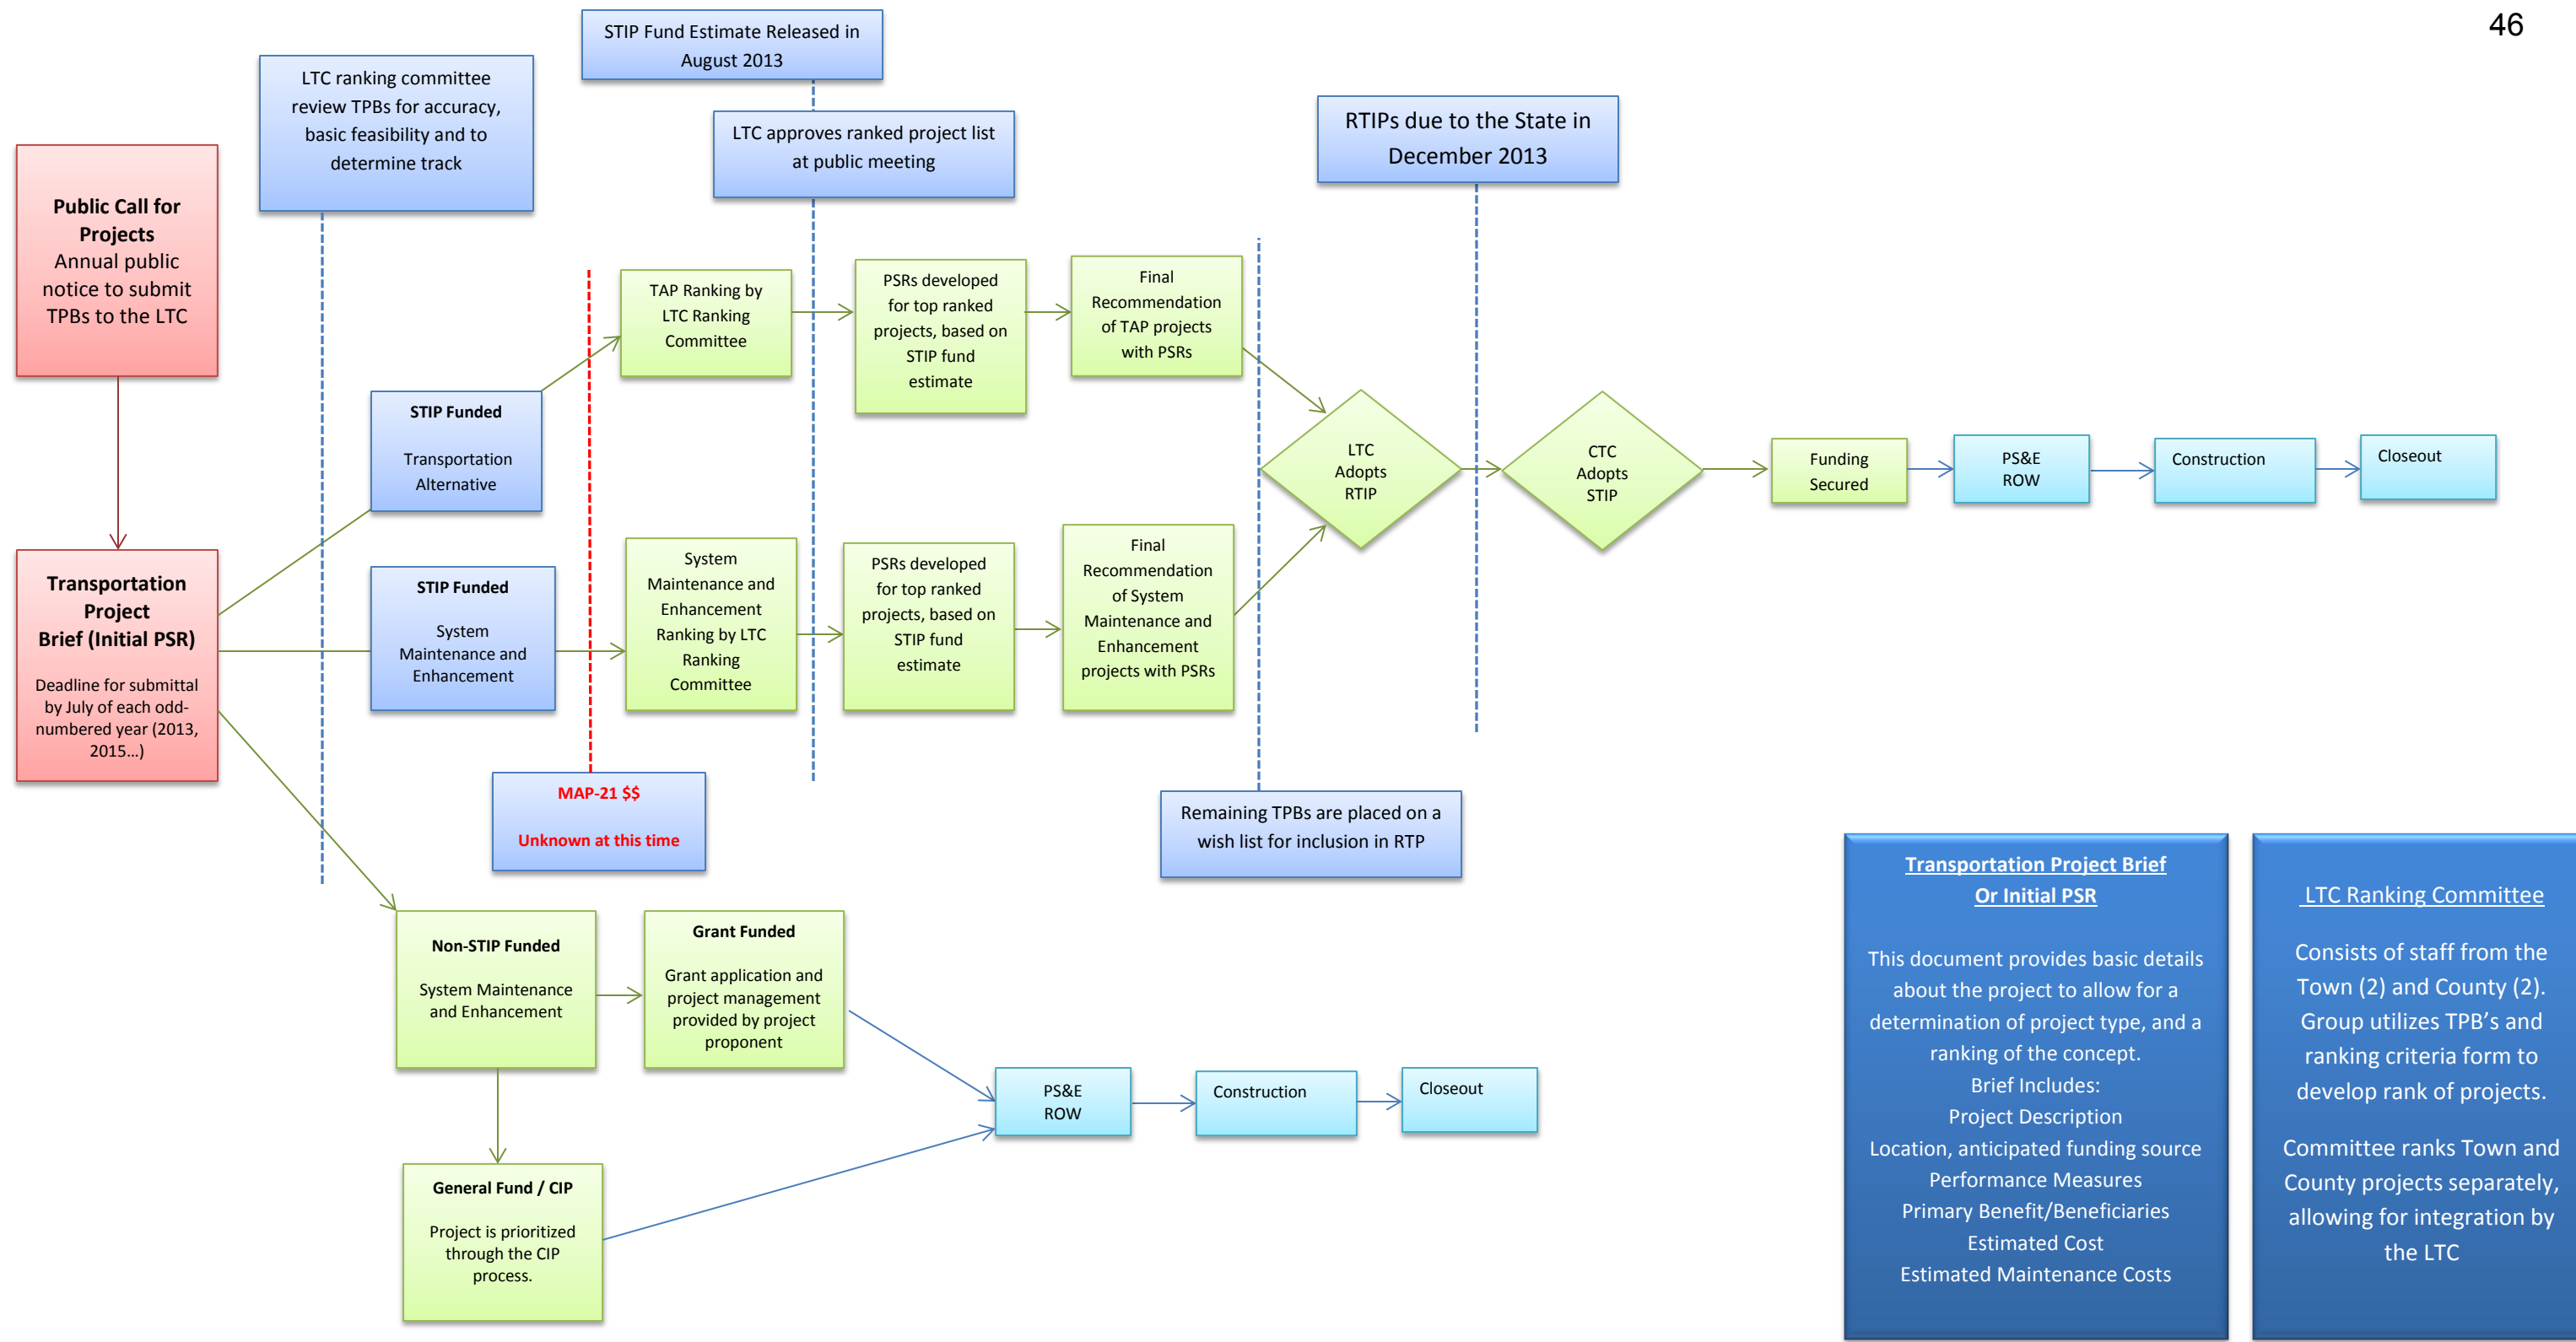 46
STIP Fund Estimate Released in
August 2013
LTC ranking committee
review TPBs for accuracy,
basic feasibility and to
determine track
LTC approves ranked project list
at public meeting
RTIPs due to the State in
December 2013
Public Call for
Projects
Annual public
notice to submit
TPBs to the LTC
TAP Ranking by
LTC Ranking
Committee
PSRs developed
for top ranked
projects, based on
STIP fund
estimate
Final
Recommendation
of TAP projects
with PSRs
STIP Funded
Transportation
Alternative
LTC
Adopts
RTIP
CTC
Adopts
STIP
Funding
Secured
PS&E
ROW
Construction
Closeout
Transportation
Project
Brief (Initial PSR)
Deadline for submittal
by July of each odd-
numbered year (2013,
2015…)
STIP Funded
System
Maintenance and
Enhancement
System
Maintenance and
Enhancement
Ranking by LTC
Ranking
Committee
PSRs developed
for top ranked
projects, based on
STIP fund
estimate
Final
Recommendation
of System
Maintenance and
Enhancement
projects with PSRs
MAP-21 $$
Unknown at this time
Remaining TPBs are placed on a
wish list for inclusion in RTP
Non-STIP Funded
System Maintenance
and Enhancement
Grant Funded
Grant application and
project management
provided by project
proponent
General Fund / CIP
Project is prioritized
through the CIP
process.
PS&E
ROW
Construction
Closeout
Transportation Project Brief
Or Initial PSR
This document provides basic details
about the project to allow for a
determination of project type, and a
ranking of the concept.
Brief Includes:
Project Description
Location, anticipated funding source
Performance Measures
Primary Benefit/Beneficiaries
Estimated Cost
Estimated Maintenance Costs
LTC Ranking Committee
Consists of staff from the
Town (2) and County (2).
Group utilizes TPB’s and
ranking criteria form to
develop rank of projects.
Committee ranks Town and
County projects separately,
allowing for integration by
the LTC